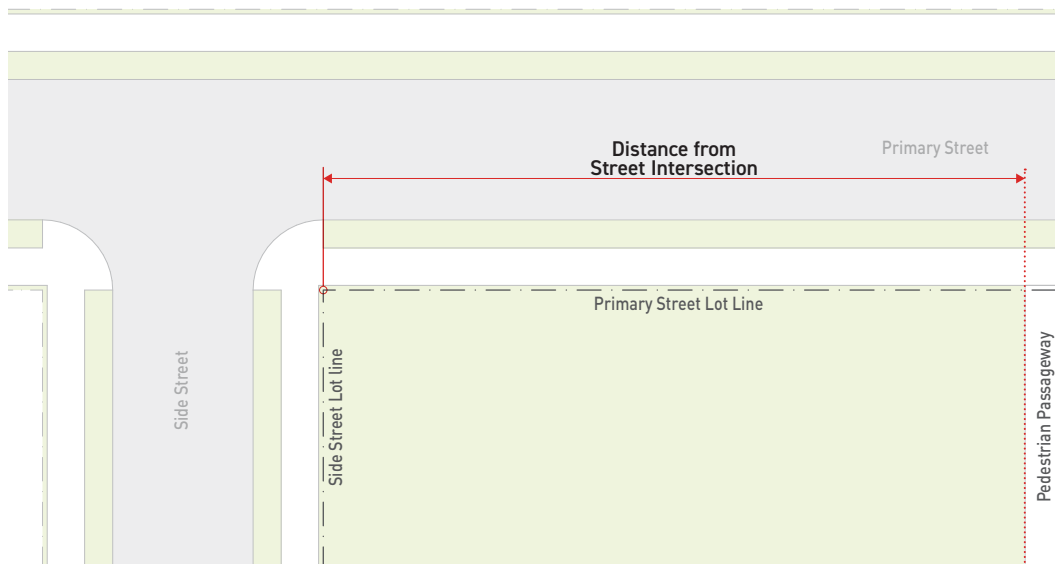 Distance from
Street Intersection
Primary Street
Primary Street Lot Line
Side Street
Side Street Lot line
Pedestrian Passageway